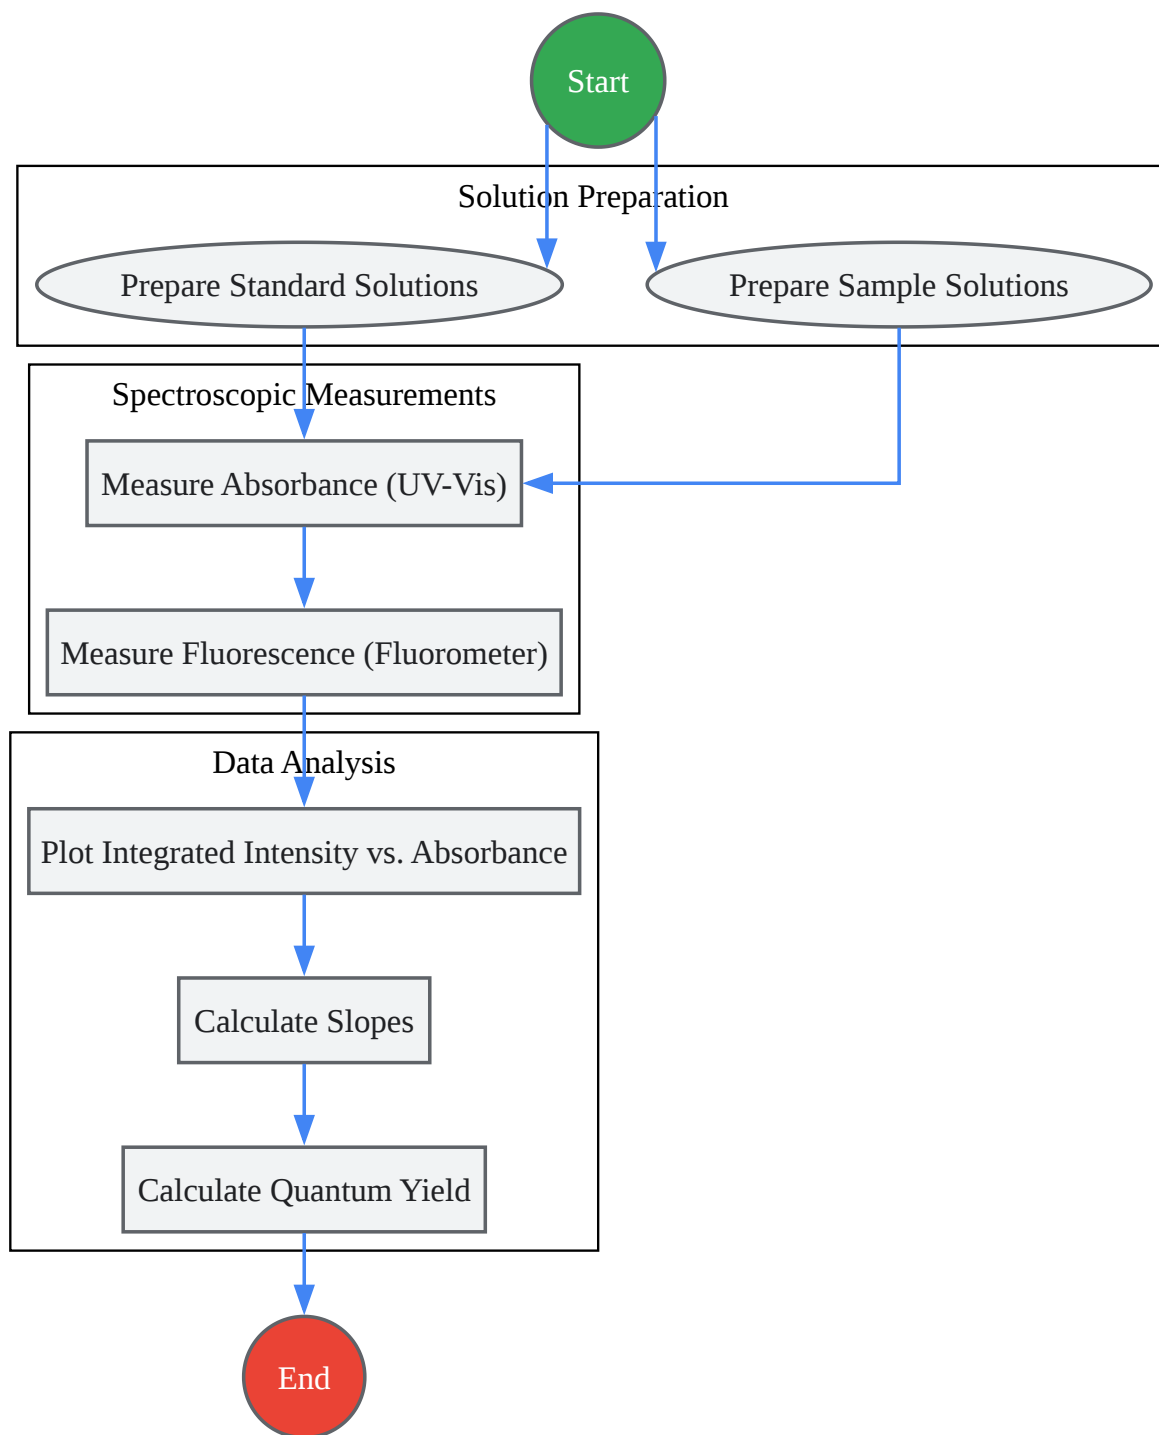 Start
Solution Preparation
Prepare Standard Solutions
Prepare Sample Solutions
Spectroscopic Measurements
Measure Absorbance (UV-Vis)
Measure Fluorescence (Fluorometer)
Data Analysis
Plot Integrated Intensity vs. Absorbance
Calculate Slopes
Calculate Quantum Yield
End